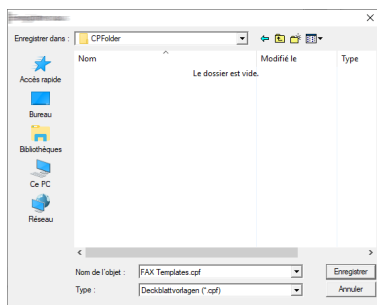 Enregistrer dans :
CPFolder
Nom
Modifié le
Type
Le dossier est vide.
Accès rapide
Bureau
Bibliothèques
Ce PC
Réseau
Nom de l'objet :
FAX Templates.cpf
Enregistrer
Type :
Deckblattvorlagen (*.cpf)
Annuler